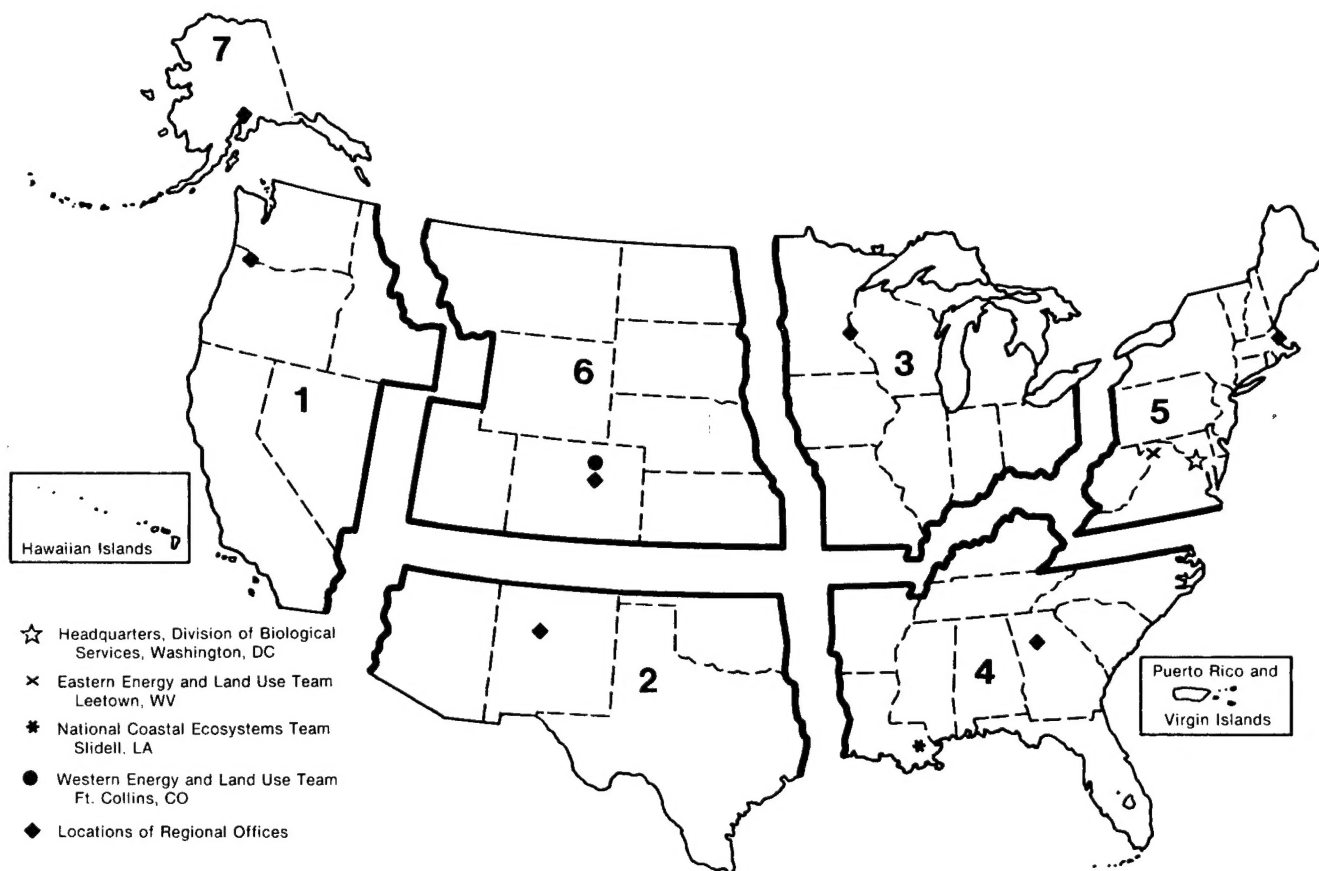 7
6
3
1
5
Hawaiian Islands
☆ Headquarters, Division of Biological
Services, Washington, DC
× Eastern Energy and Land Use Team
Leetown, WV
* National Coastal Ecosystems Team
Slidell, LA
● Western Energy and Land Use Team
Ft. Collins, CO
◆ Locations of Regional Offices
2
4
Puerto Rico and
Virgin Islands